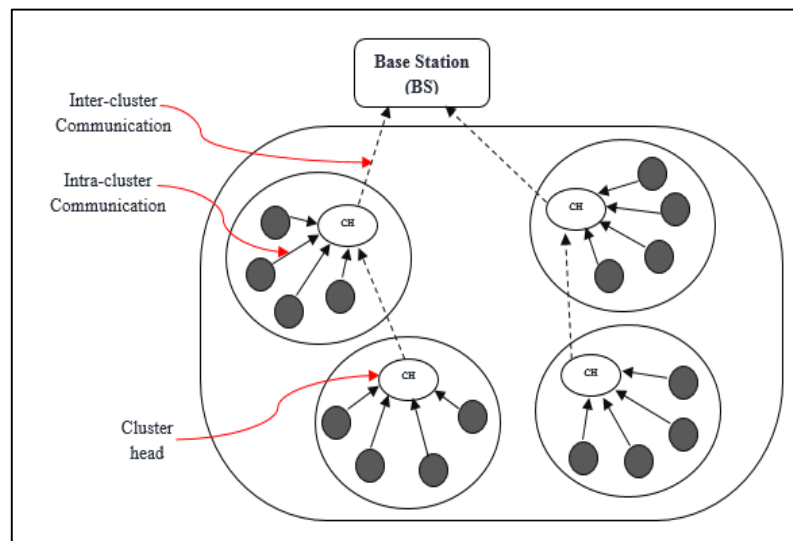 Base Station
(BS)
Inter-cluster
Communication
Intra-cluster
Communication
CH
CH
CH
CH
Cluster
head